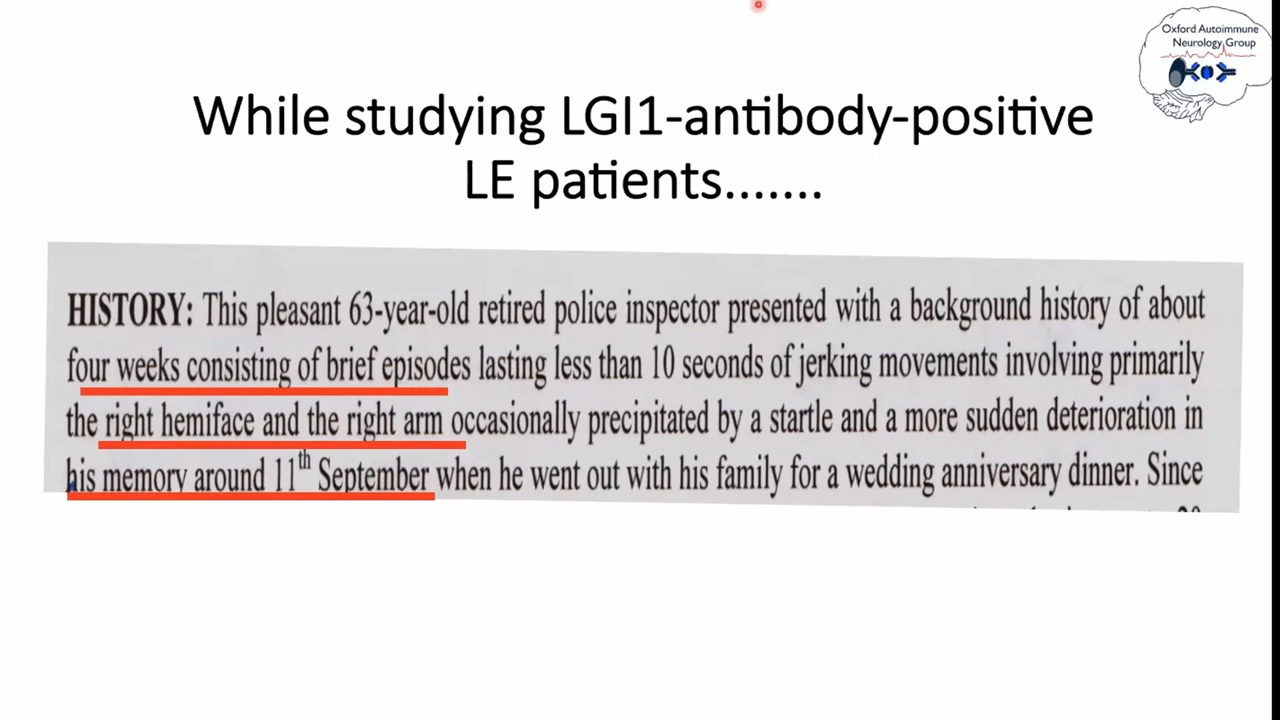 Oxford Autoimmune
Neurology Group
While studying LGI1-antibody-positive
LE patients.......
HISTORY: This pleasant 63-year-old retired police inspector presented with a background history of about
four weeks consisting of brief episodes lasting less than 10 seconds of jerking movements involving primarily
the right hemiface and the right arm occasionally precipitated by a startle and a more sudden deterioration in
his memory around 11th September when he went out with his family for a wedding anniversary dinner. Since